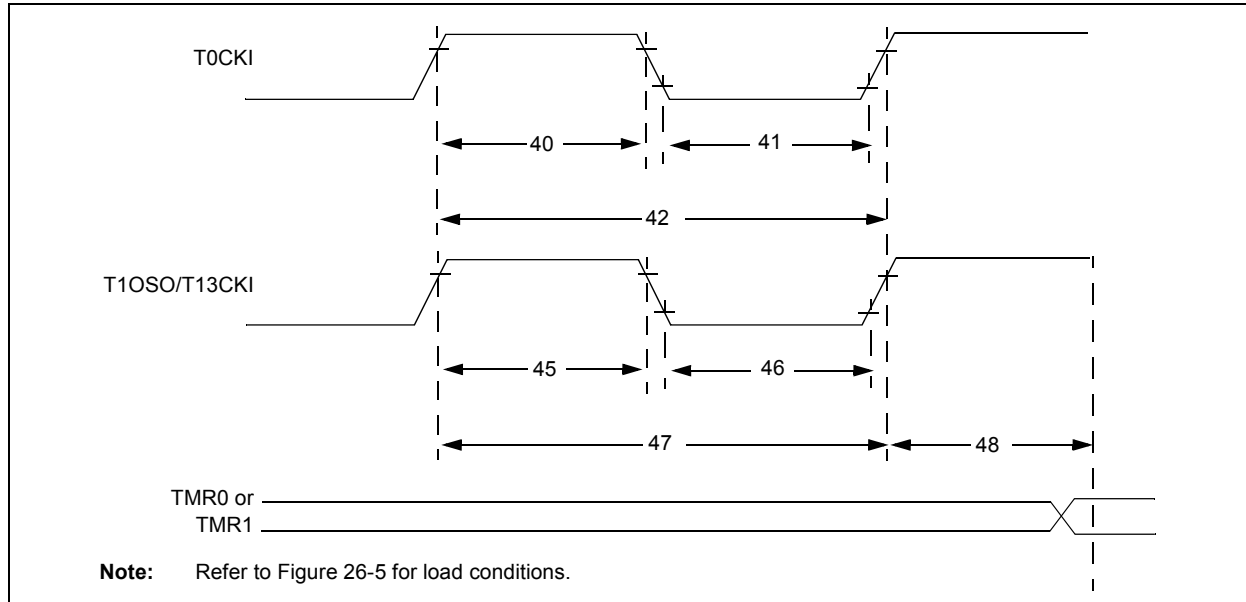 T0CKI
40
41
42
T1OSO/T13CKI
45
46
47
48
TMR0 or
TMR1
Note: Refer to Figure 26-5 for load conditions.